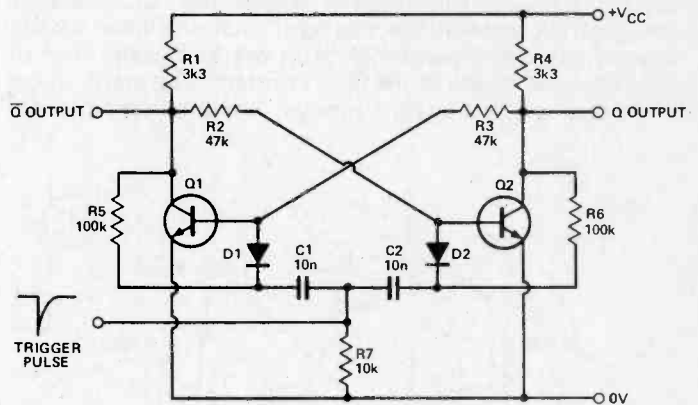 +VCC
R1
3k3
R4
3k3
Q̅ OUTPUT
Q OUTPUT
R2
47k
R3
47k
Q1
Q2
R5
100k
R6
100k
D1
C1
10n
C2
10n
D2
TRIGGER
PULSE
R7
10k
0V